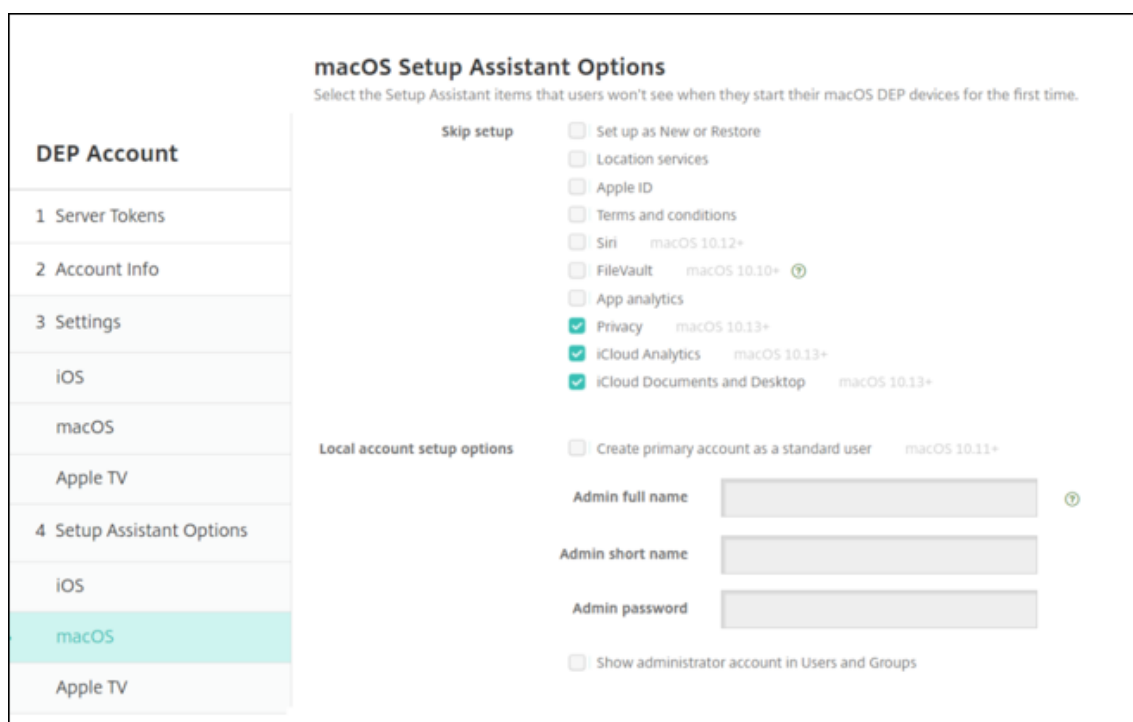 macOS Setup Assistant Options
Select the Setup Assistant items that users won't see when they start their macOS DEP devices for the first time.
DEP Account
1 Server Tokens
2 Account Info
3 Settings
iOS
macOS
Apple TV
4 Setup Assistant Options
iOS
macOS
Apple TV
Skip setup
Set up as New or Restore
Location services
Apple ID
Terms and conditions
Siri macOS 10.12+
FileVault macOS 10.10+ ?
App analytics
Privacy macOS 10.13+
iCloud Analytics macOS 10.13+
iCloud Documents and Desktop macOS 10.13+
Local account setup options
Create primary account as a standard user macOS 10.11+
Admin full name ?
Admin short name
Admin password
Show administrator account in Users and Groups